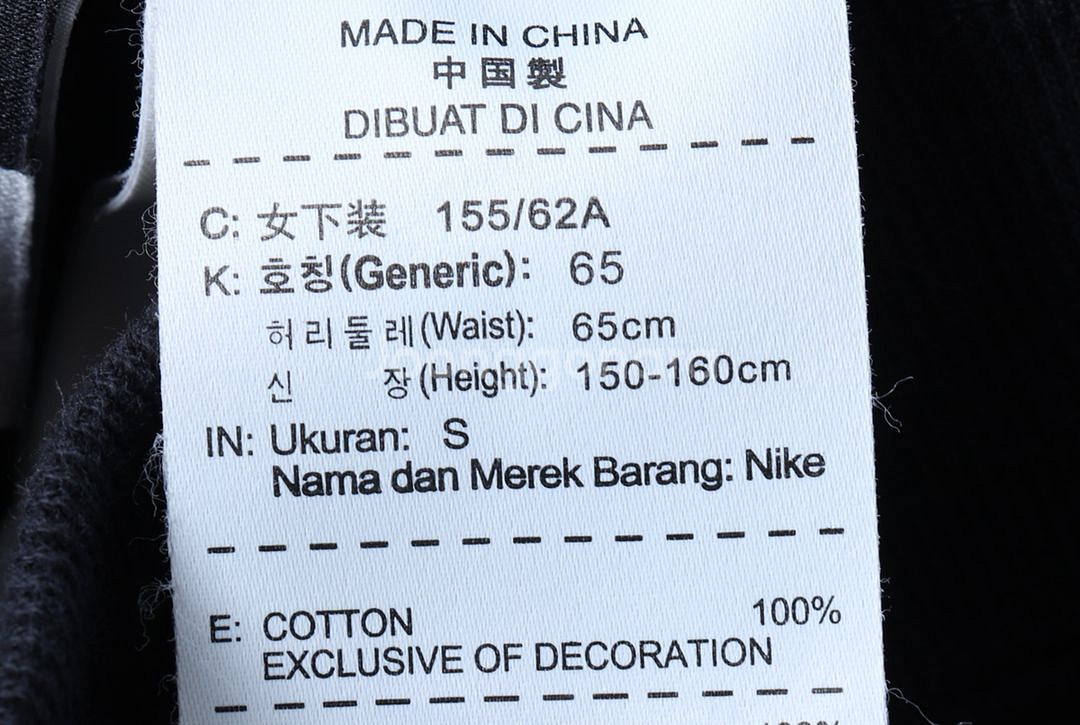 MADE IN CHINA
中国製
DIBUAT DI CINA
C: 女下装 155/62A
K: 호칭(Generic): 65
허리둘레(Waist): 65cm
신 장(Height): 150-160cm
IN: Ukuran: S
Nama dan Merek Barang: Nike
E: COTTON 100%
EXCLUSIVE OF DECORATION